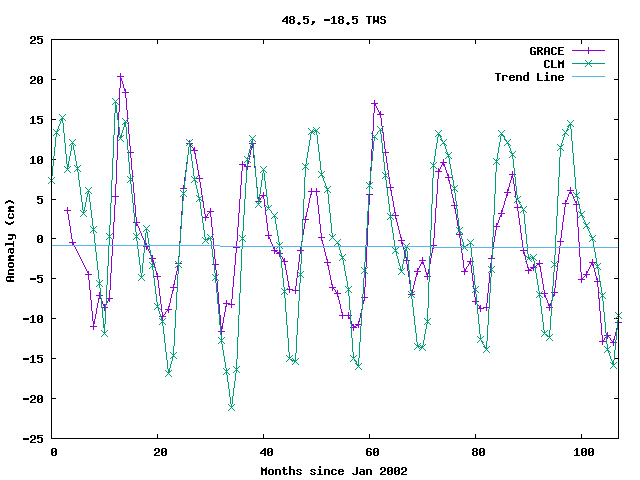 48.5, -18.5 TWS
GRACE
CLM
Trend Line
25
20
15
10
5
0
-5
-10
-15
-20
-25
Anomaly (cm)
0 20 40 60 80 100
Months since Jan 2002